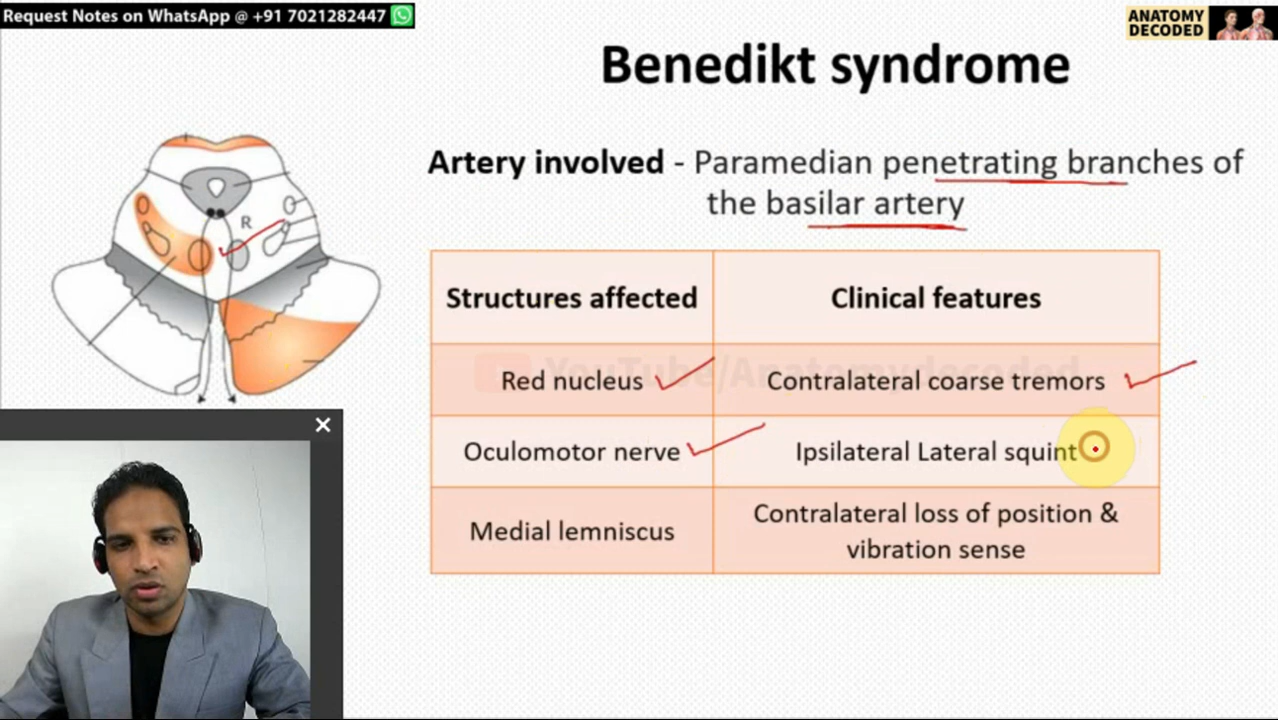 Request Notes on WhatsApp @ +91 7021282447
ANATOMY
DECODED
Benedikt syndrome
Artery involved - Paramedian penetrating branches of
the basilar artery
R
Structures affected
Clinical features
YouTube/Anatomydecoded
Red nucleus
Contralateral coarse tremors
Oculomotor nerve
Ipsilateral Lateral squint
Medial lemniscus
Contralateral loss of position &
vibration sense